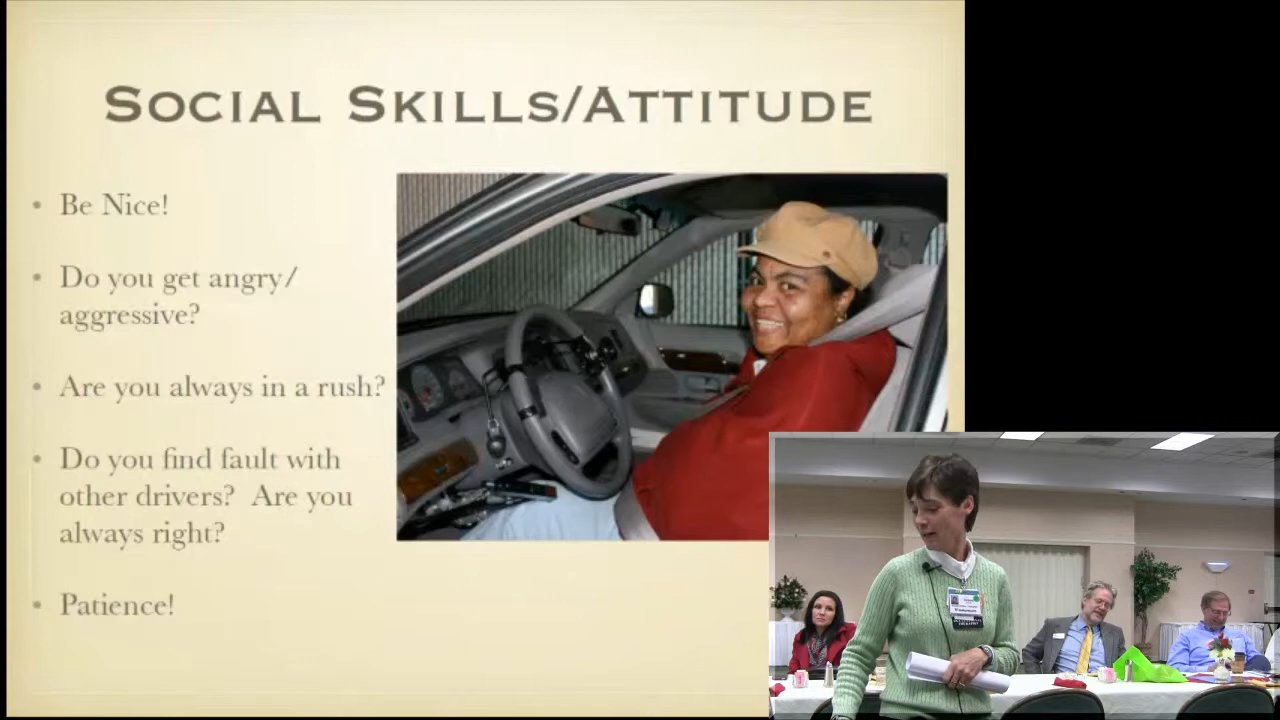 Social Skills/Attitude
• Be Nice!
• Do you get angry/
aggressive?
• Are you always in a rush?
• Do you find fault with
other drivers? Are you
always right?
• Patience!